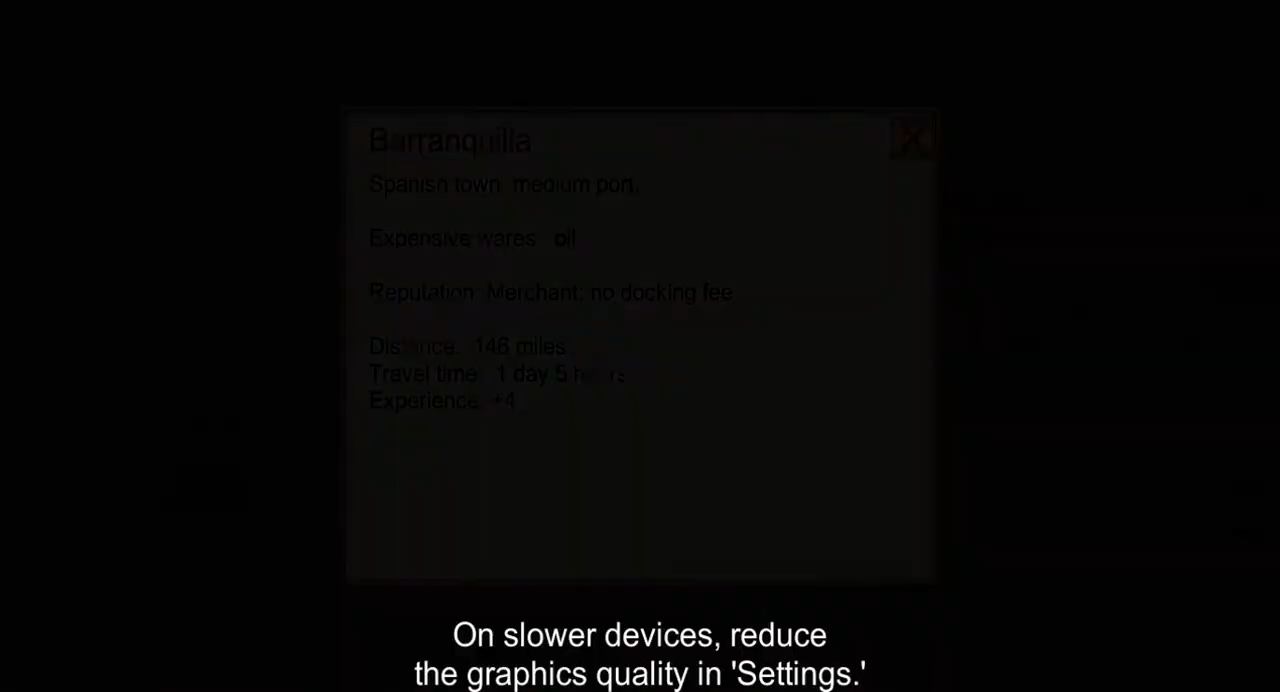 Barranquilla
Spanish town, medium port.
Expensive wares: oil
Reputation: Merchant: no docking fee
Distance: 146 miles
Travel time: 1 day 5 hours
Experience: +4
On slower devices, reduce
the graphics quality in 'Settings.'